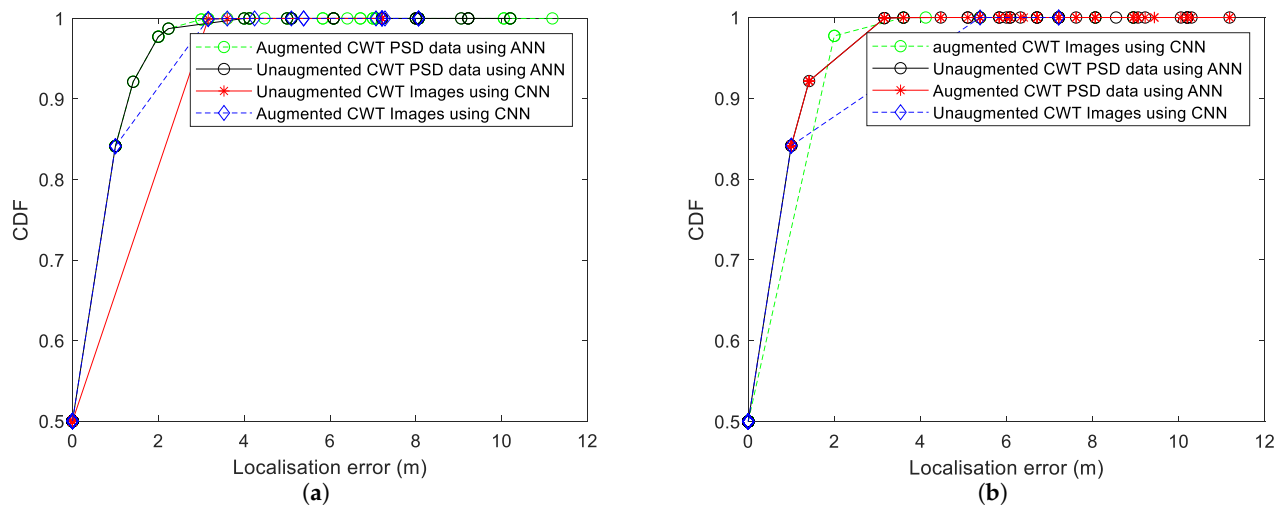 1
0.9
0.8
0.7
0.6
0.5
CDF
0 2 4 6 8 10 12
Localisation error (m)
Augmented CWT PSD data using ANN
Unaugmented CWT PSD data using ANN
Unaugmented CWT Images using CNN
Augmented CWT Images using CNN
(a)
1
0.9
0.8
0.7
0.6
0.5
CDF
0 2 4 6 8 10 12
Localisation error (m)
augmented CWT Images using CNN
Unaugmented CWT PSD data using ANN
Augmented CWT PSD data using ANN
Unaugmented CWT Images using CNN
(b)